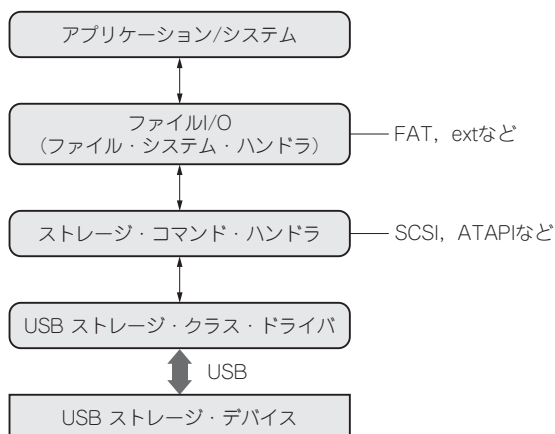 アプリケーション/システム
ファイルI/O
(ファイル・システム・ハンドラ)
FAT，extなど
ストレージ・コマンド・ハンドラ
SCSI，ATAPIなど
USB ストレージ・クラス・ドライバ
USB
USB ストレージ・デバイス